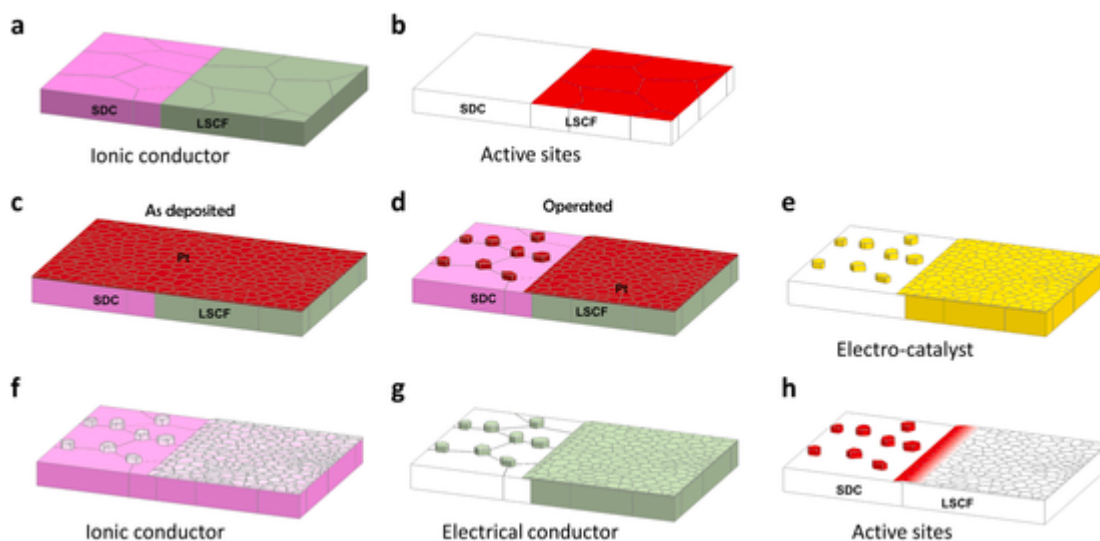 a
b
SDC
LSCF
Ionic conductor
SDC
LSCF
Active sites
c
As deposited
Pt
SDC
LSCF
d
Operated
Pt
SDC
LSCF
e
Electro-catalyst
f
Ionic conductor
g
Electrical conductor
h
SDC
LSCF
Active sites